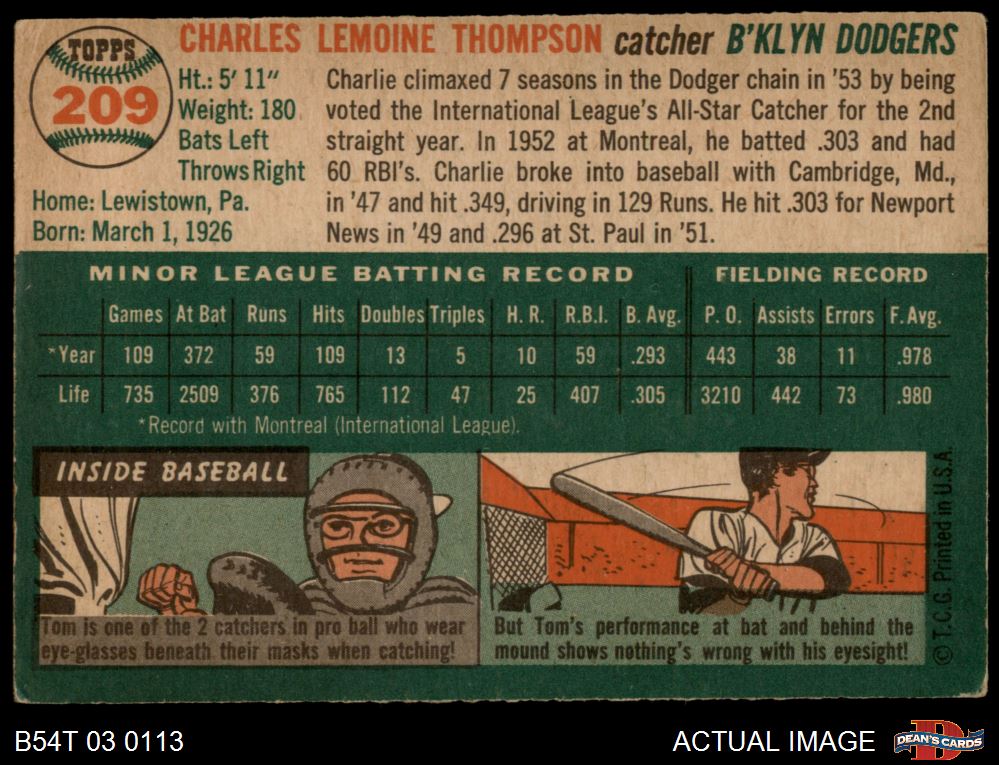 TOPPS
209
CHARLES LEMOINE THOMPSON catcher B'KLYN DODGERS
Ht.: 5' 11"
Weight: 180
Bats Left
Throws Right
Home: Lewistown, Pa.
Born: March 1, 1926
Charlie climaxed 7 seasons in the Dodger chain in '53 by being
voted the International League's All-Star Catcher for the 2nd
straight year. In 1952 at Montreal, he batted .303 and had
60 RBI's. Charlie broke into baseball with Cambridge, Md.,
in '47 and hit .349, driving in 129 Runs. He hit .303 for Newport
News in '49 and .296 at St. Paul in '51.
MINOR LEAGUE BATTING RECORD FIELDING RECORD
Games At Bat Runs Hits Doubles Triples H. R. R.B.I. B. Avg. P. O. Assists Errors F. Avg.
*Year 109 372 59 109 13 5 10 59 .293 443 38 11 .978
Life 735 2509 376 765 112 47 25 407 .305 3210 442 73 .980
*Record with Montreal (International League).
INSIDE BASEBALL
Tom is one of the 2 catchers in pro ball who wear
eye-glasses beneath their masks when catching!
But Tom's performance at bat and behind the
mound shows nothing's wrong with his eyesight!
© T.C.G. Printed in U.S.A.
B54T 03 0113
ACTUAL IMAGE
DEAN'S CARDS